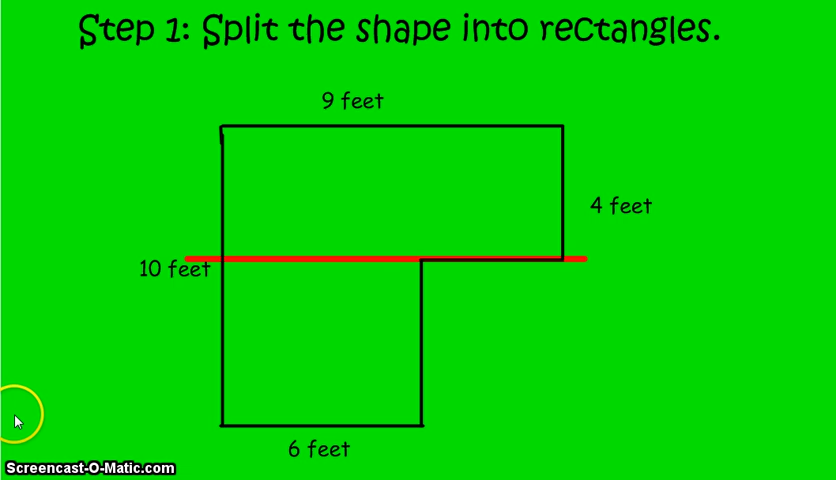 Step 1: Split the shape into rectangles.
9 feet
4 feet
10 feet
6 feet
Screencast-O-Matic.com